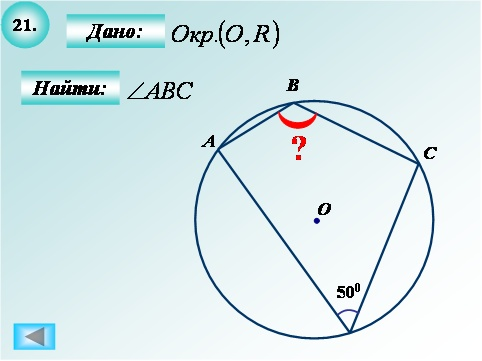 21. Дано: Окр.(O, R)
Найти: ∠ABC
B
A
C
?
O
50⁰